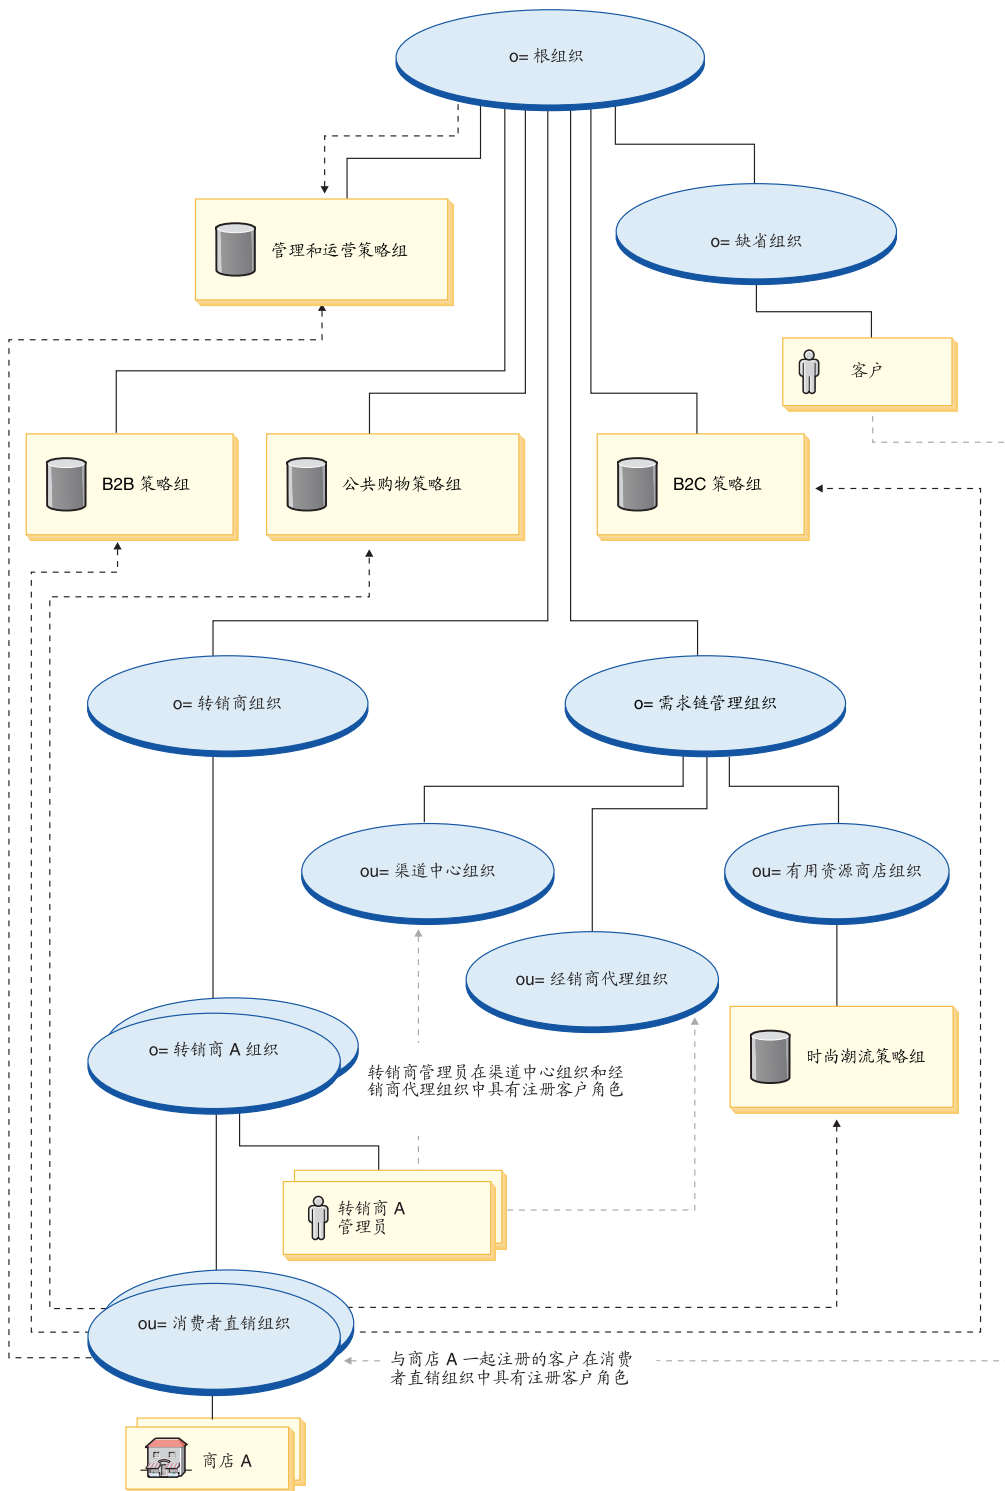 o= 根组织
o= 缺省组织
管理和运营策略组
客户
B2B 策略组
公共购物策略组
B2C 策略组
o= 转销商组织
o= 需求链管理组织
ou= 渠道中心组织
ou= 有用资源商店组织
ou= 经销商代理组织
o= 转销商 A 组织
时尚潮流策略组
转销商管理员在渠道中心组织和经
销商代理组织中具有注册客户角色
转销商 A
管理员
ou= 消费者直销组织
与商店 A 一起注册的客户在消费
者直销组织中具有注册客户角色
商店 A